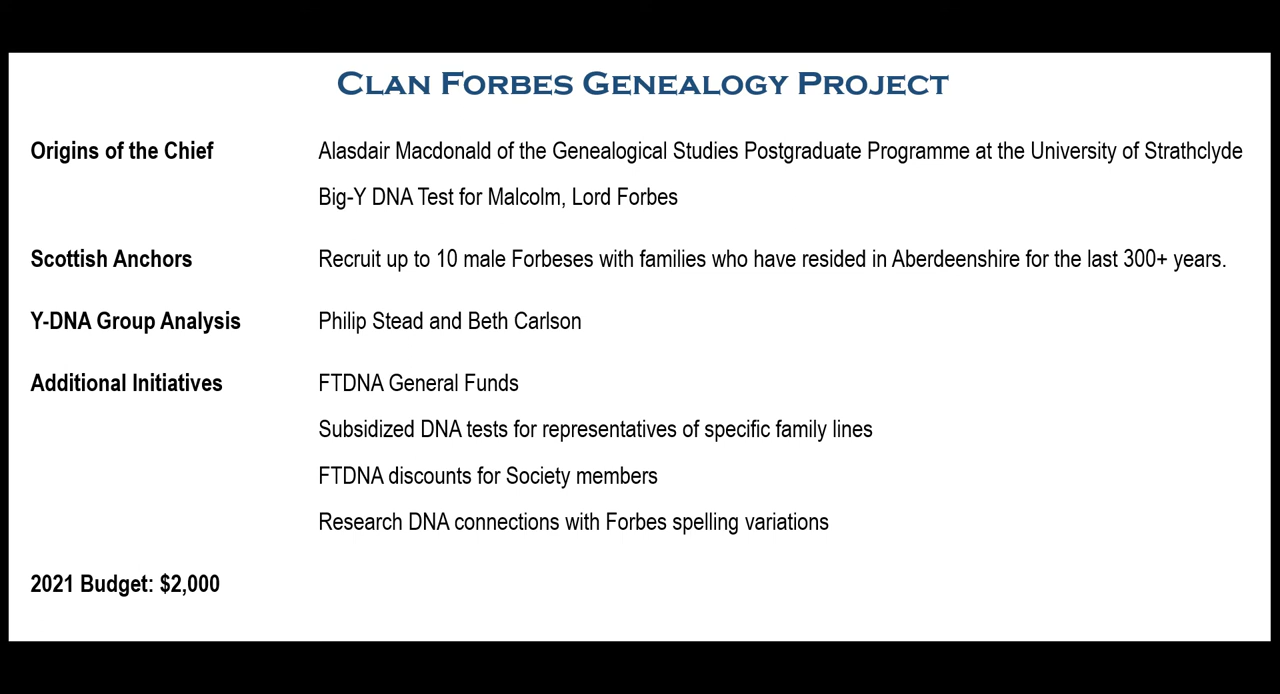 CLAN FORBES GENEALOGY PROJECT
Origins of the Chief Alasdair Macdonald of the Genealogical Studies Postgraduate Programme at the University of Strathclyde
Big-Y DNA Test for Malcolm, Lord Forbes
Scottish Anchors Recruit up to 10 male Forbeses with families who have resided in Aberdeenshire for the last 300+ years.
Y-DNA Group Analysis Philip Stead and Beth Carlson
Additional Initiatives FTDNA General Funds
Subsidized DNA tests for representatives of specific family lines
FTDNA discounts for Society members
Research DNA connections with Forbes spelling variations
2021 Budget: $2,000